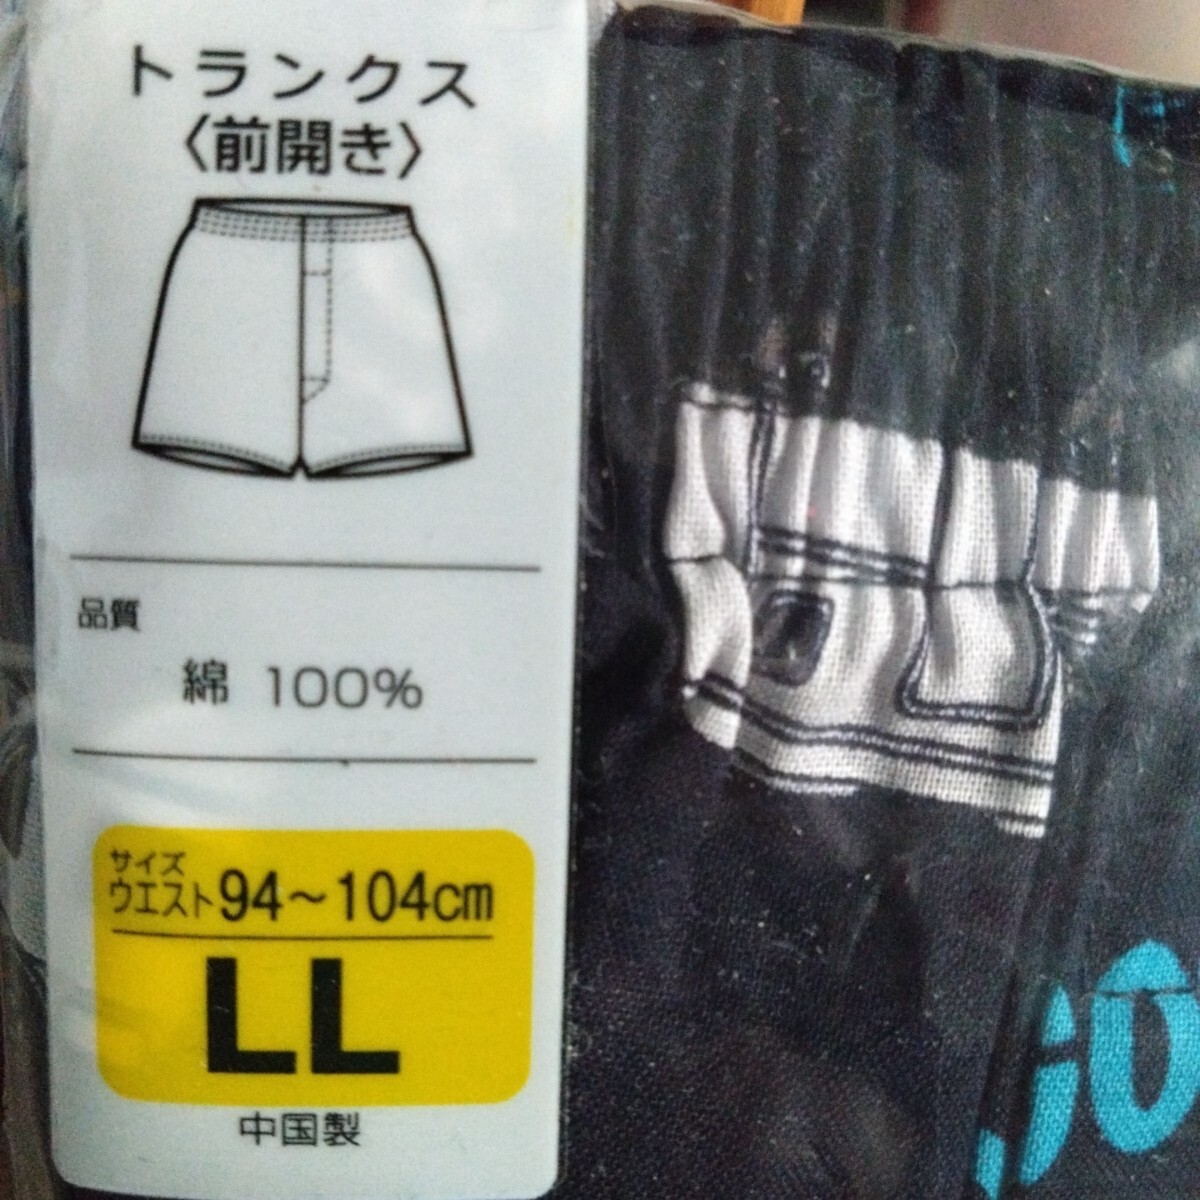 トランクス
〈前開き〉
品質
綿 100%
サイズ
ウエスト94~104cm
LL
中国製